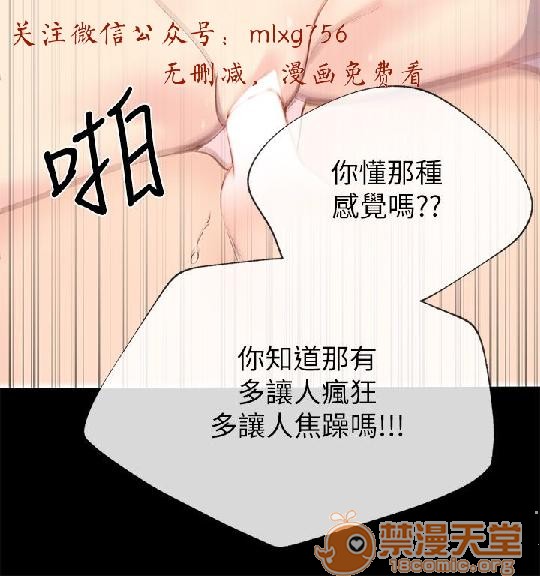 关注微信公众号：mlxg756
无删减，漫画免费看
啪
你懂那種
感覺嗎??
你知道那有
多讓人瘋狂
多讓人焦躁嗎!!!
禁漫天堂
18comic.org